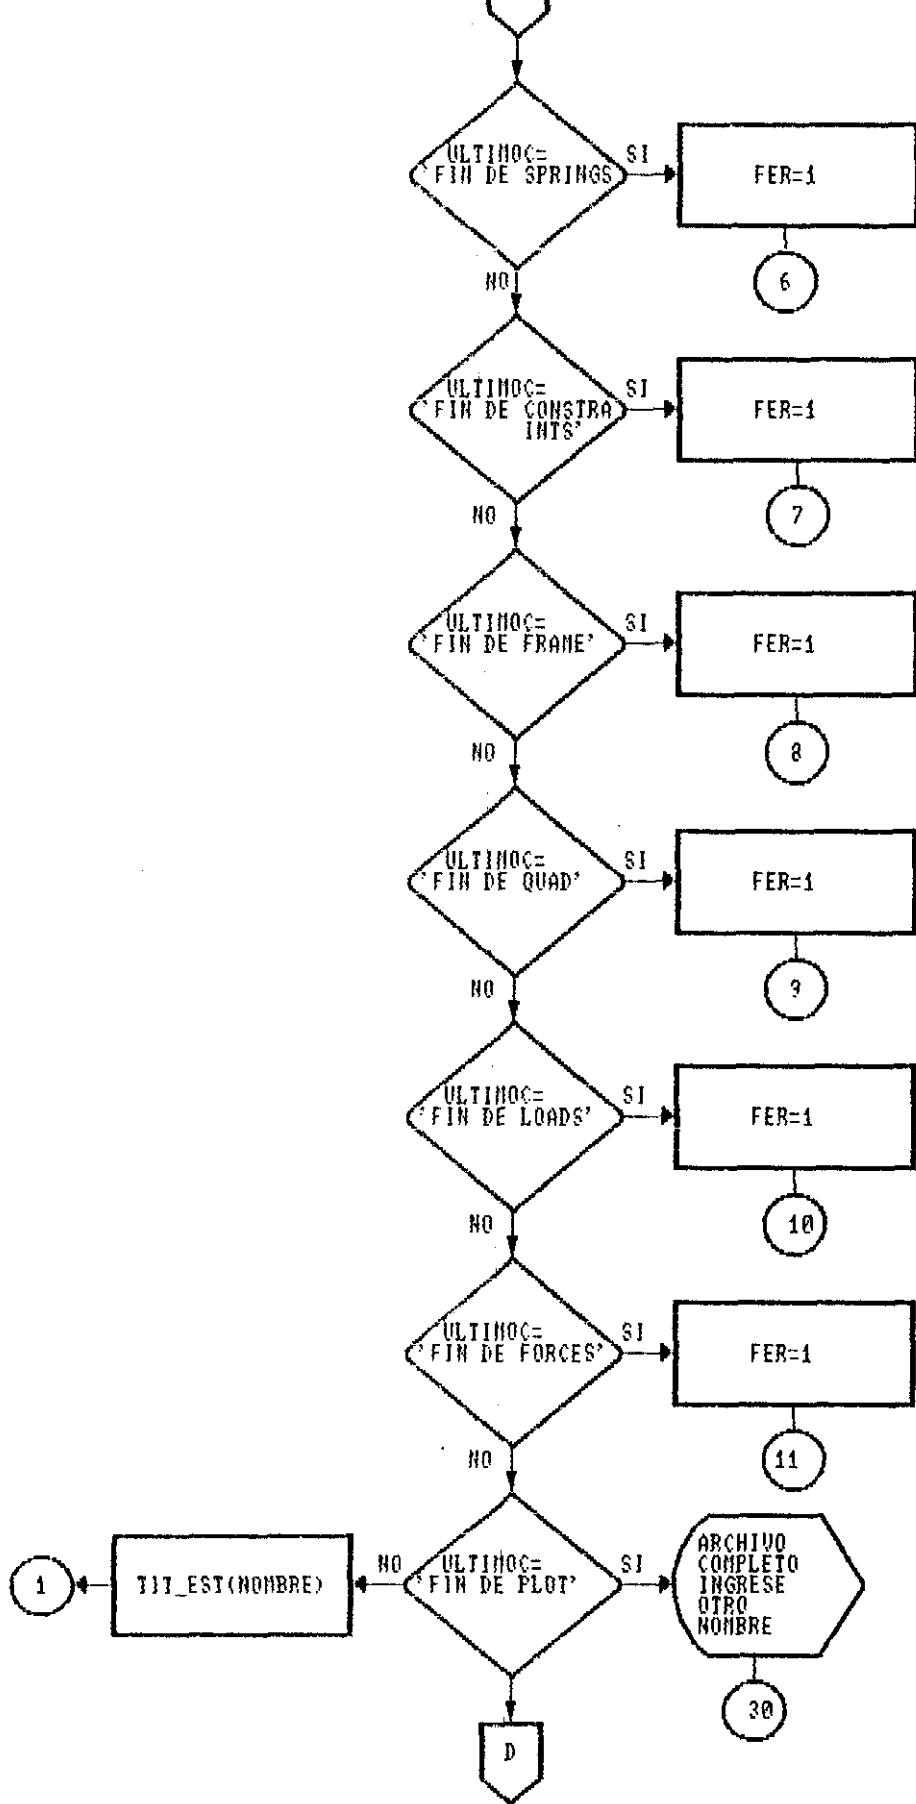 ULTIMOC=
'FIN DE SPRINGS
SI
FER=1
6
NO
ULTIMOC=
'FIN DE CONSTRA
INTS'
SI
FER=1
7
NO
ULTIMOC=
'FIN DE FRAME'
SI
FER=1
8
NO
ULTIMOC=
'FIN DE QUAD'
SI
FER=1
9
NO
ULTIMOC=
'FIN DE LOADS'
SI
FER=1
10
NO
ULTIMOC=
'FIN DE FORCES'
SI
FER=1
11
NO
1
TIT_EST(NOMBRE)
NO
ULTIMOC=
'FIN DE PLOT'
SI
ARCHIVO
COMPLETO
INGRESE
OTRO
NOMBRE
30
D